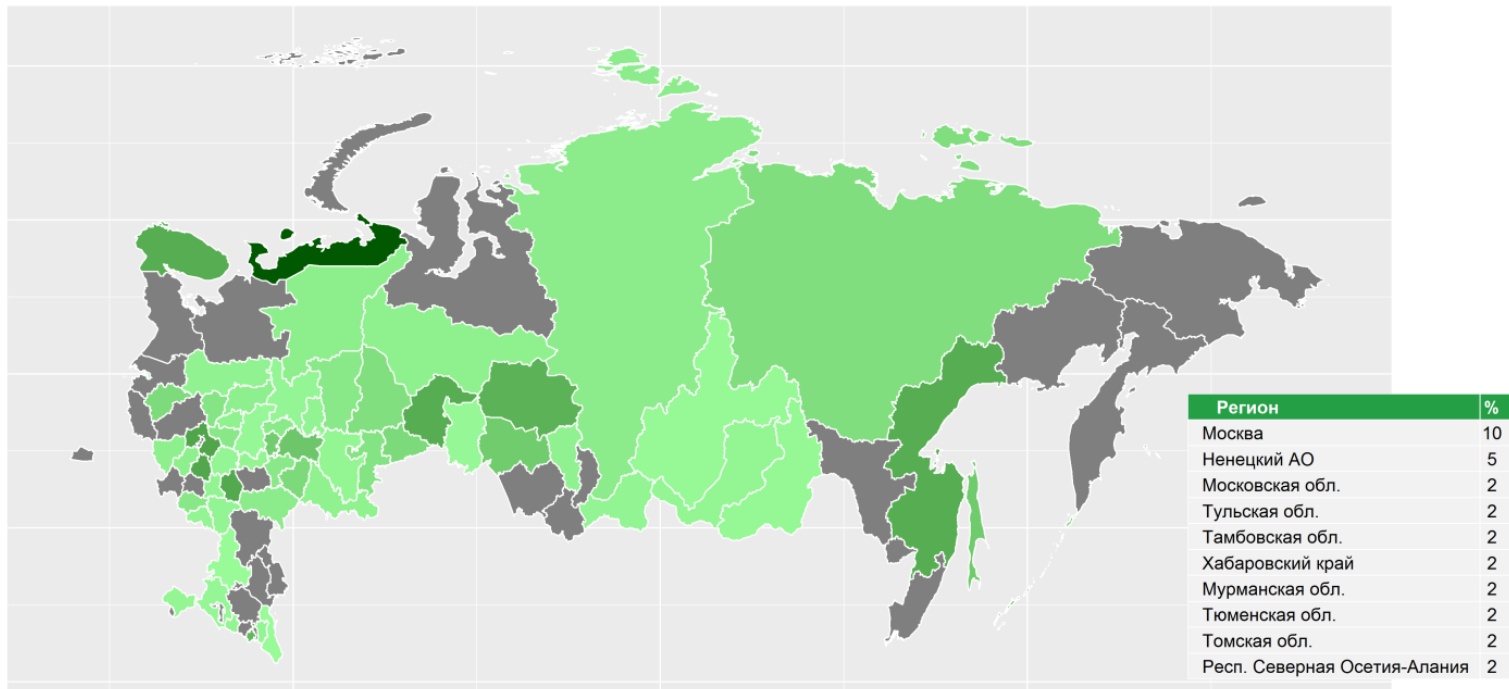 Регион %
Москва 10
Ненецкий АО 5
Московская обл. 2
Тульская обл. 2
Тамбовская обл. 2
Хабаровский край 2
Мурманская обл. 2
Тюменская обл. 2
Томская обл. 2
Респ. Северная Осетия-Алания 2